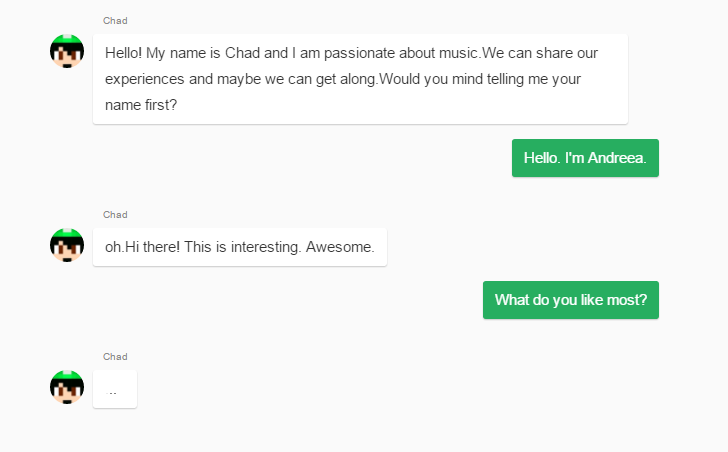 Chad
Hello! My name is Chad and I am passionate about music.We can share our
experiences and maybe we can get along.Would you mind telling me your
name first?
Hello. I'm Andreea.
Chad
oh.Hi there! This is interesting. Awesome.
What do you like most?
Chad
..